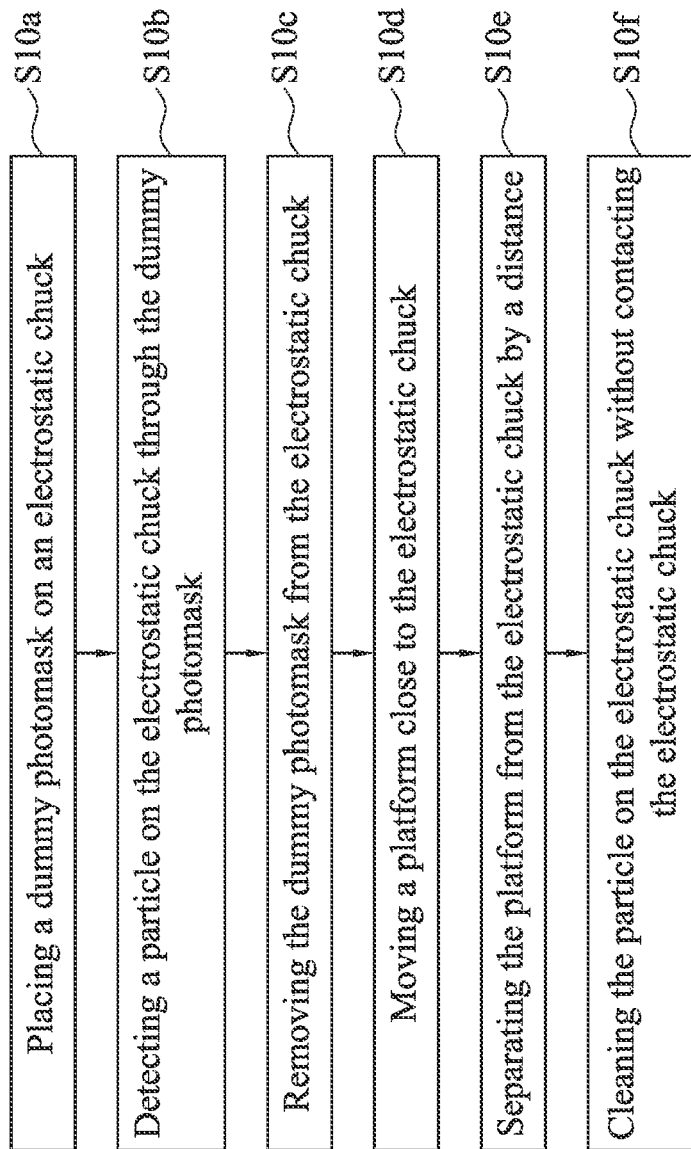 Placing a dummy photomask on an electrostatic chuck
S10a
Detecting a particle on the electrostatic chuck through the dummy
photomask
S10b
Removing the dummy photomask from the electrostatic chuck
S10c
Moving a platform close to the electrostatic chuck
S10d
Separating the platform from the electrostatic chuck by a distance
S10e
Cleaning the particle on the electrostatic chuck without contacting
the electrostatic chuck
S10f